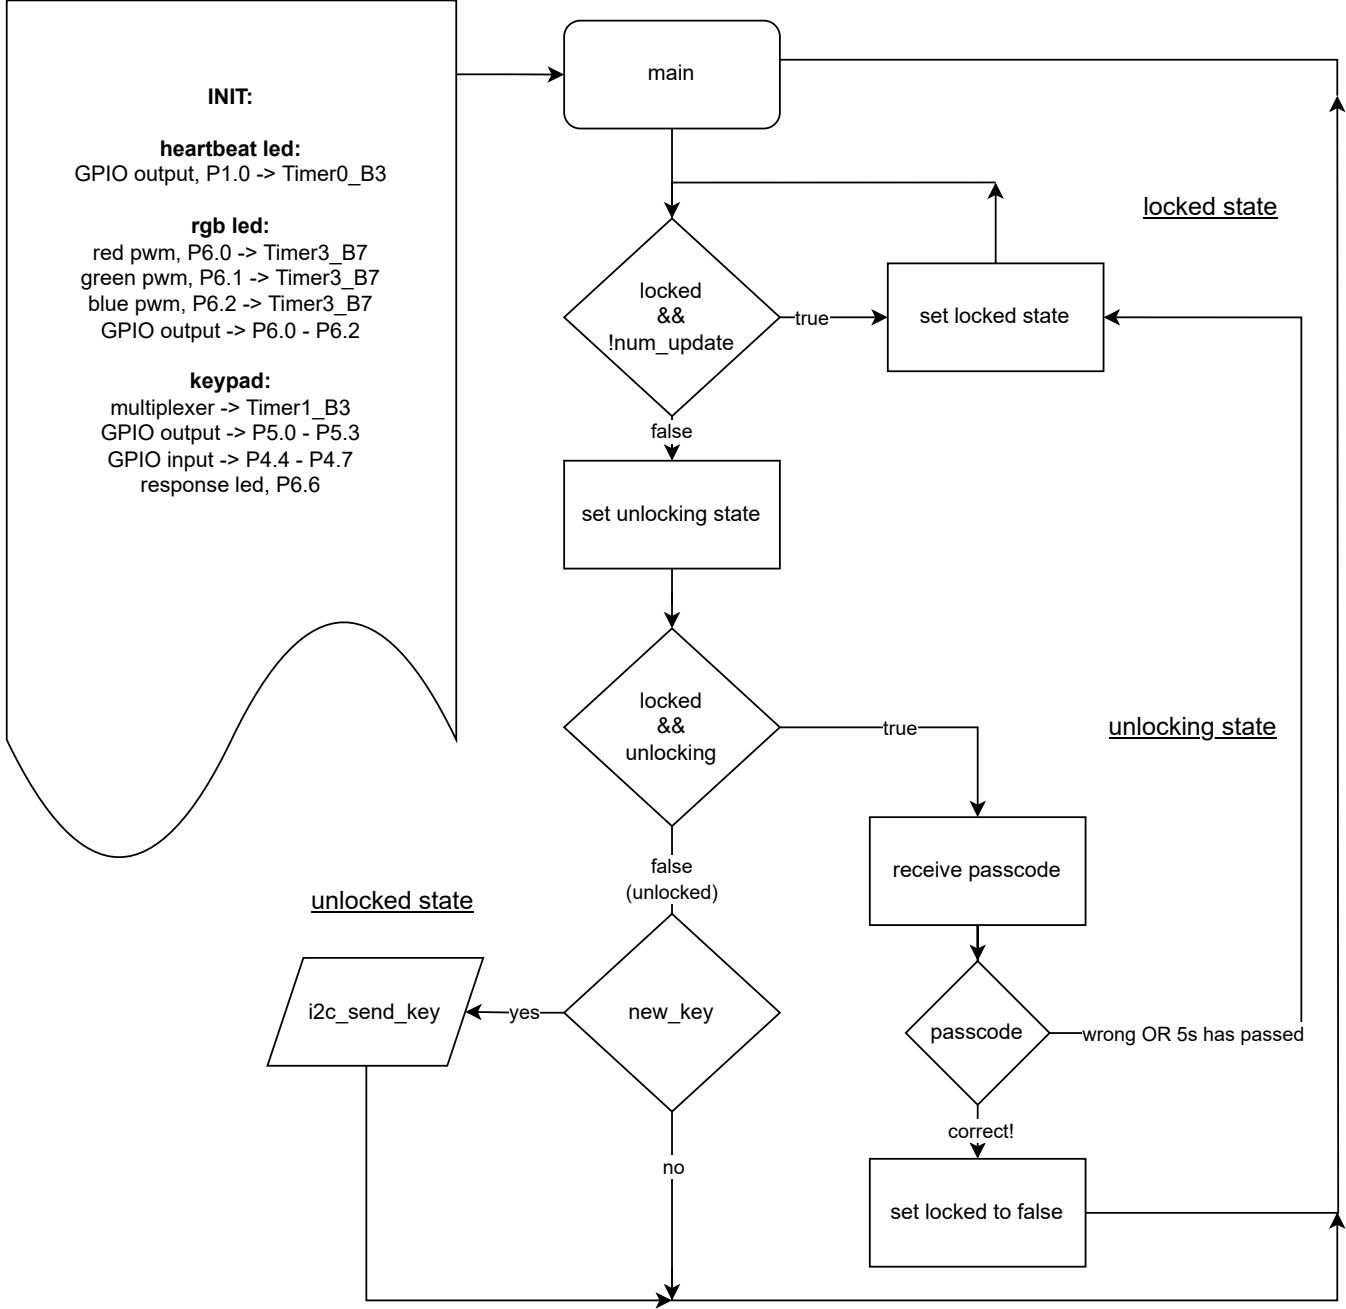 INIT:
heartbeat led:
GPIO output, P1.0 -> Timer0_B3
rgb led:
red pwm, P6.0 -> Timer3_B7
green pwm, P6.1 -> Timer3_B7
blue pwm, P6.2 -> Timer3_B7
GPIO output -> P6.0 - P6.2
keypad:
multiplexer -> Timer1_B3
GPIO output -> P5.0 - P5.3
GPIO input -> P4.4 - P4.7
response led, P6.6
main
locked state
locked
&&
!num_update
true
set locked state
false
set unlocking state
locked
&&
unlocking
true
unlocking state
receive passcode
false
(unlocked)
unlocked state
i2c_send_key
yes
new_key
passcode
wrong OR 5s has passed
correct!
no
set locked to false